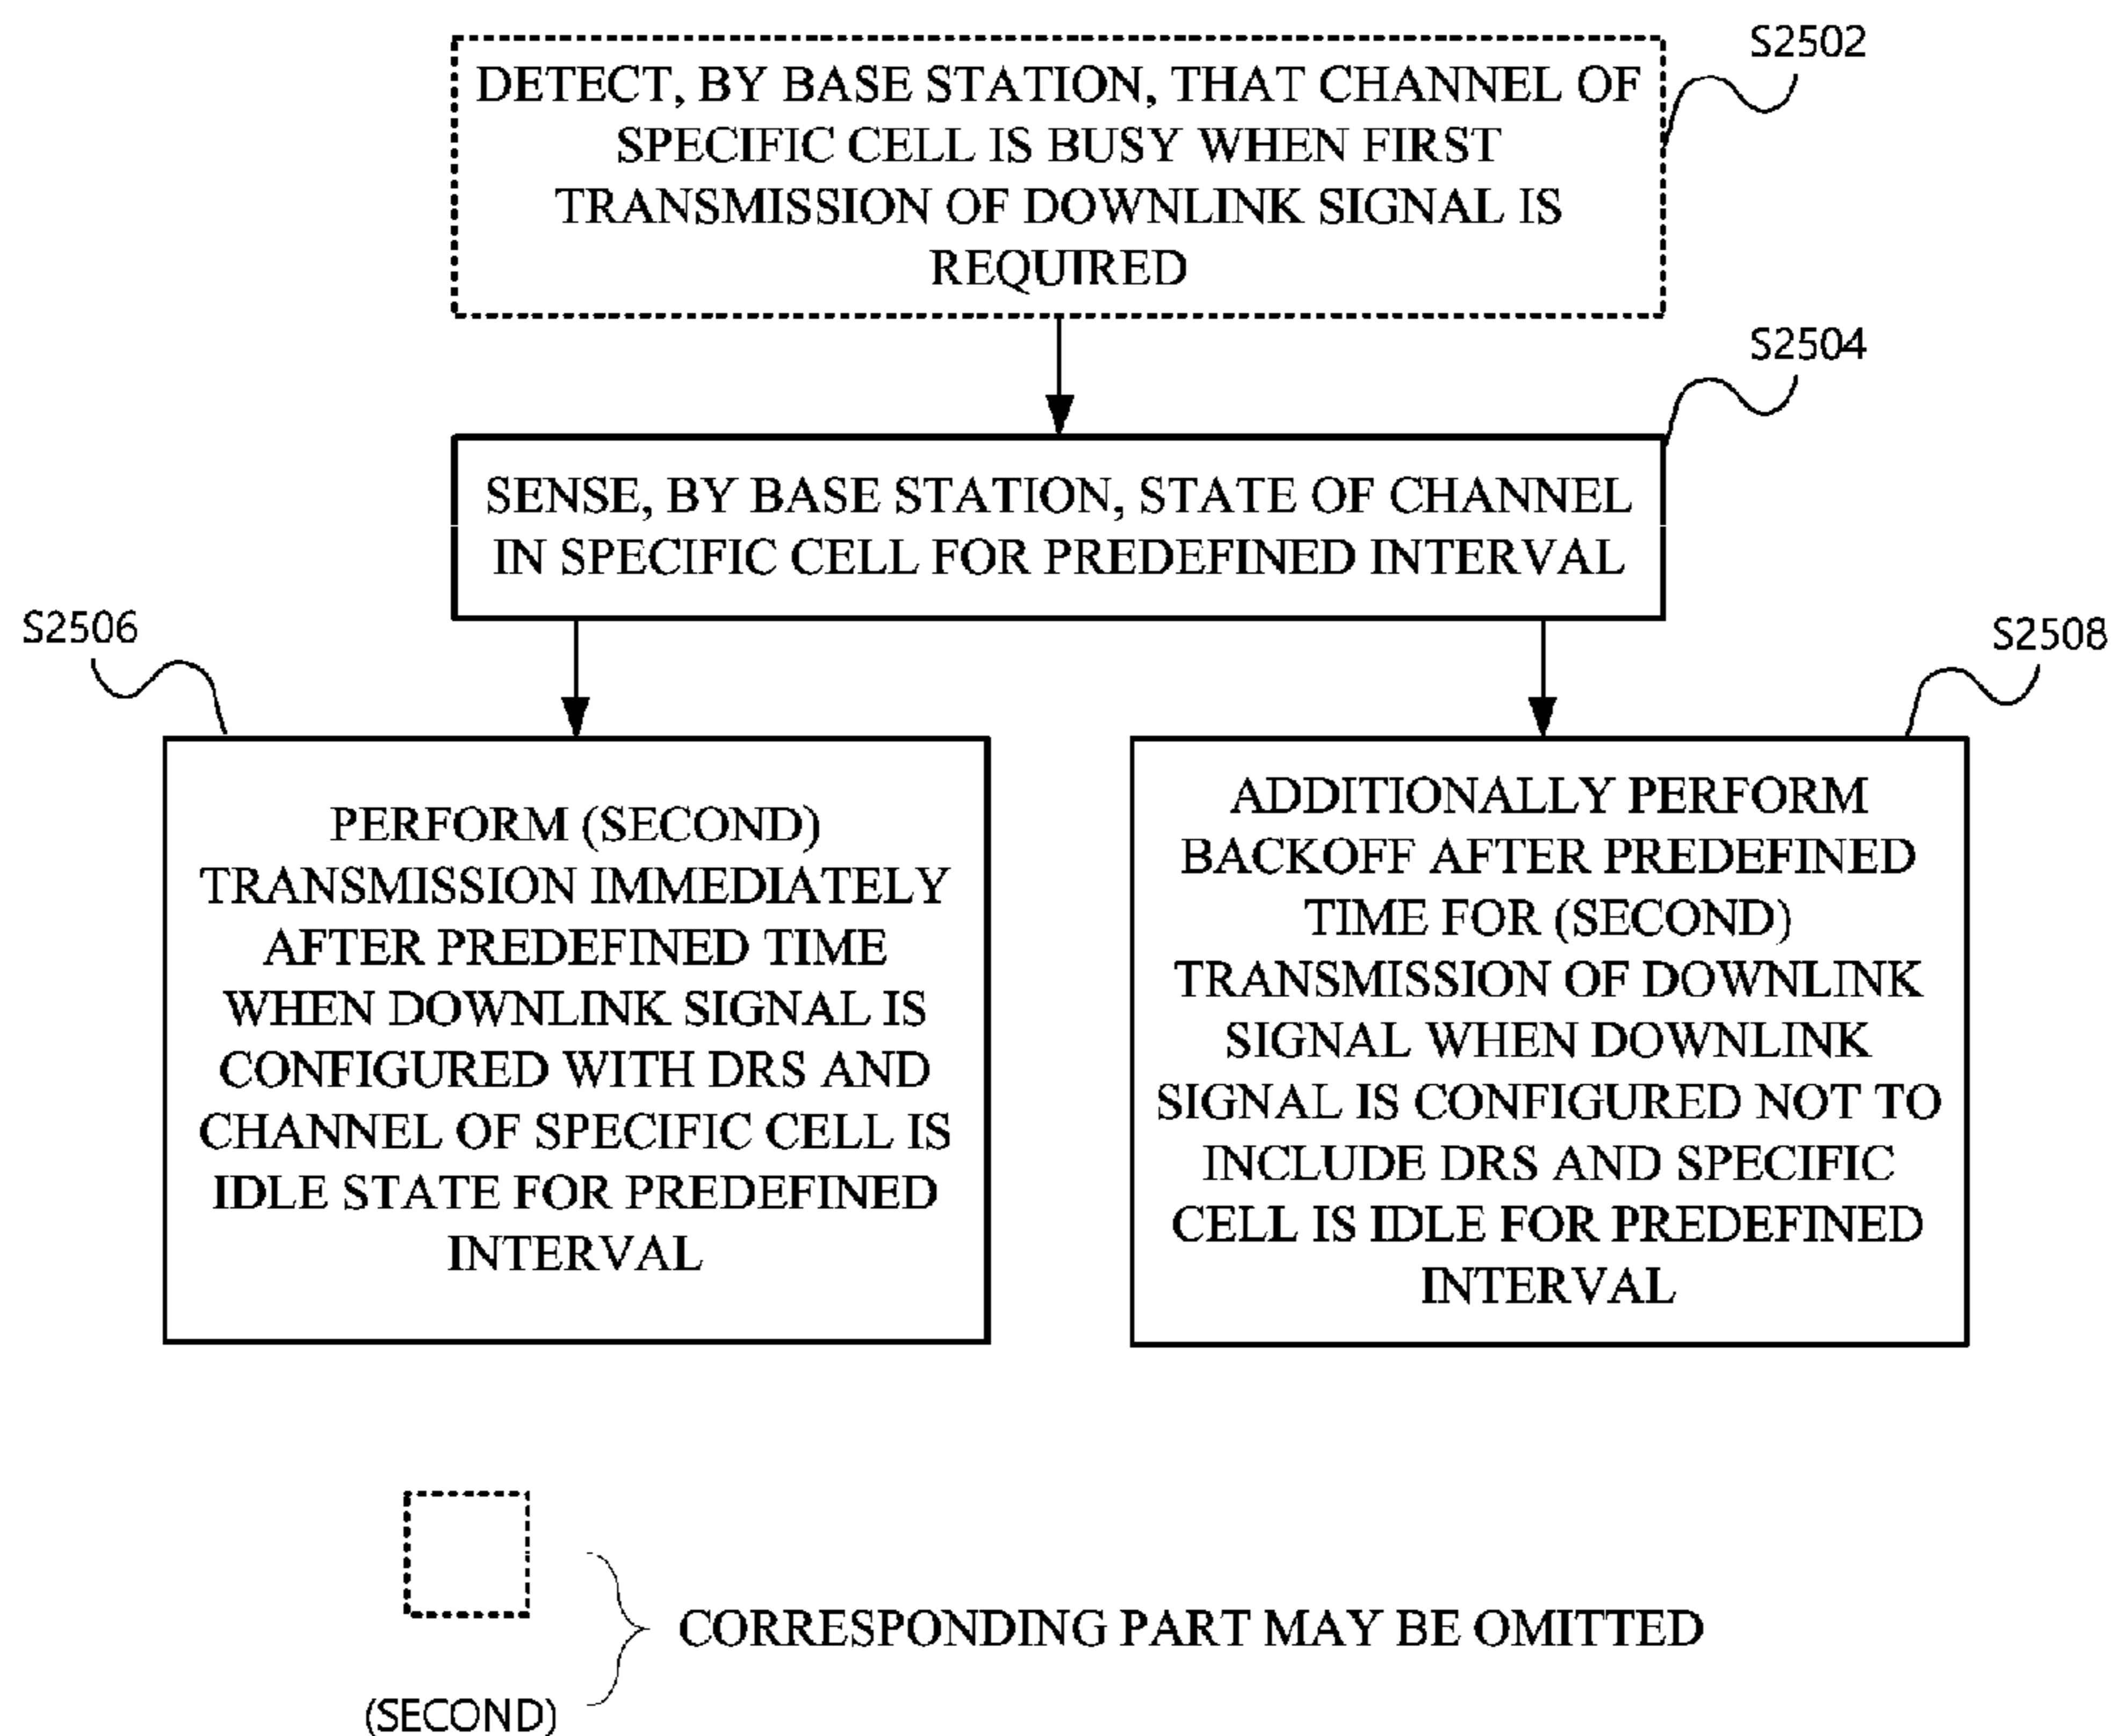 S2502
DETECT, BY BASE STATION, THAT CHANNEL OF
SPECIFIC CELL IS BUSY WHEN FIRST
TRANSMISSION OF DOWNLINK SIGNAL IS
REQUIRED
S2504
SENSE, BY BASE STATION, STATE OF CHANNEL
IN SPECIFIC CELL FOR PREDEFINED INTERVAL
S2506
PERFORM (SECOND)
TRANSMISSION IMMEDIATELY
AFTER PREDEFINED TIME
WHEN DOWNLINK SIGNAL IS
CONFIGURED WITH DRS AND
CHANNEL OF SPECIFIC CELL IS
IDLE STATE FOR PREDEFINED
INTERVAL
S2508
ADDITIONALLY PERFORM
BACKOFF AFTER PREDEFINED
TIME FOR (SECOND)
TRANSMISSION OF DOWNLINK
SIGNAL WHEN DOWNLINK
SIGNAL IS CONFIGURED NOT TO
INCLUDE DRS AND SPECIFIC
CELL IS IDLE FOR PREDEFINED
INTERVAL
CORRESPONDING PART MAY BE OMITTED
(SECOND)